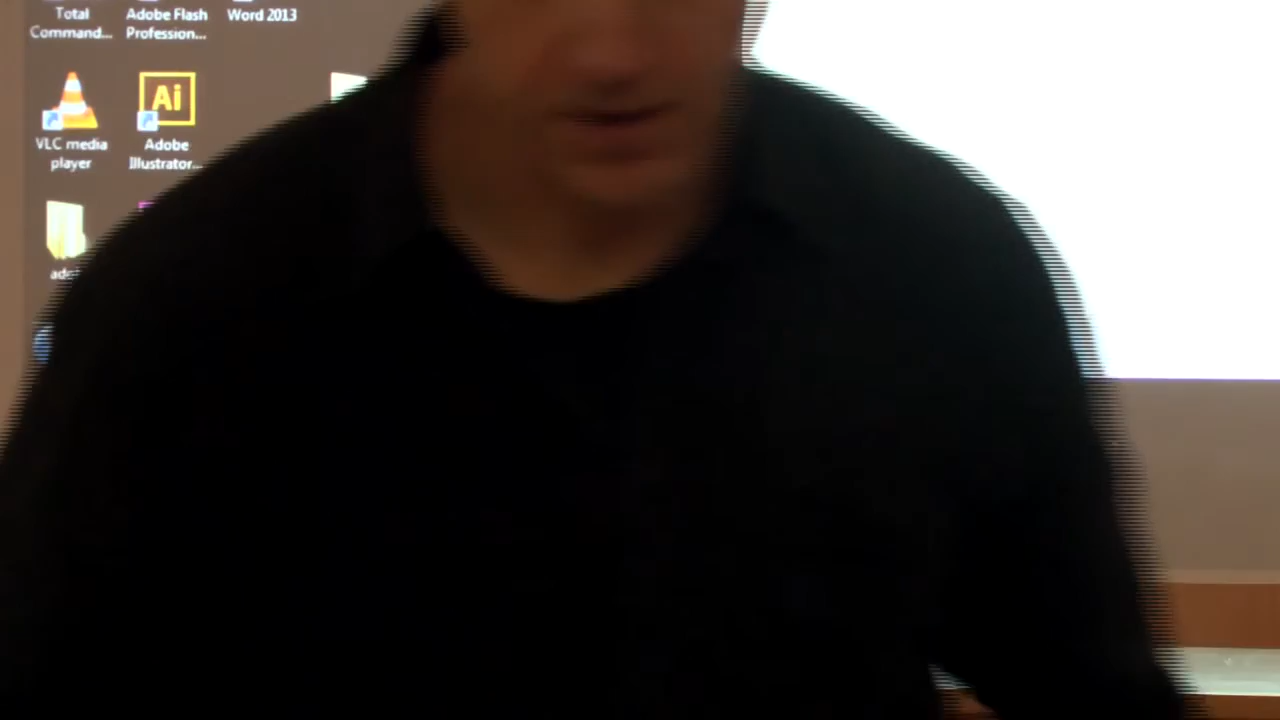 Total
Command...
Adobe Flash
Profession...
Word 2013
Ai
VLC media
player
Adobe
Illustrator...